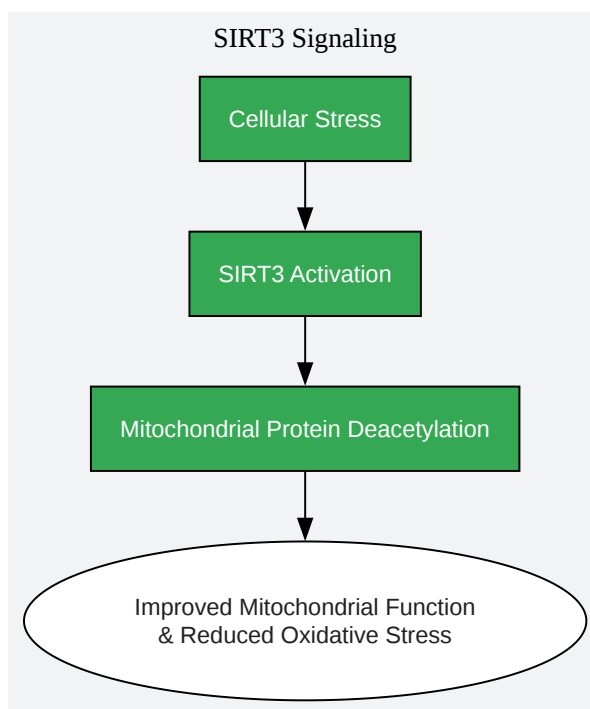 SIRT3 Signaling
Cellular Stress
SIRT3 Activation
Mitochondrial Protein Deacetylation
Improved Mitochondrial Function
& Reduced Oxidative Stress